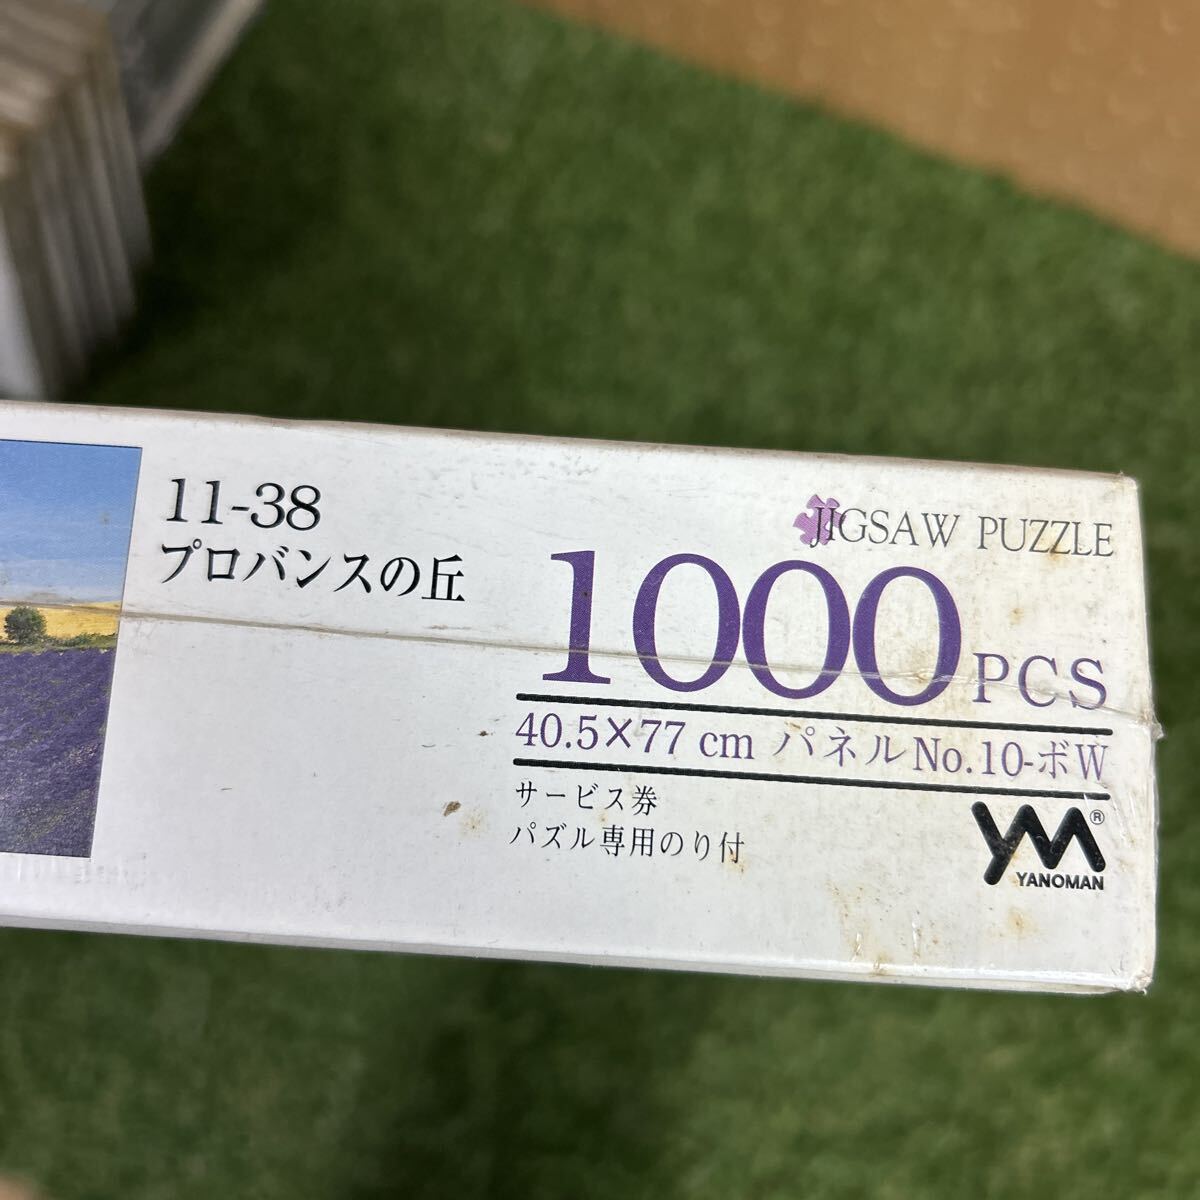 11-38
プロバンスの丘
JIGSAW PUZZLE
1000PCS
40.5×77 cm パネルNo.10-ボW
サービス券
パズル専用のり付
YM®
YANOMAN